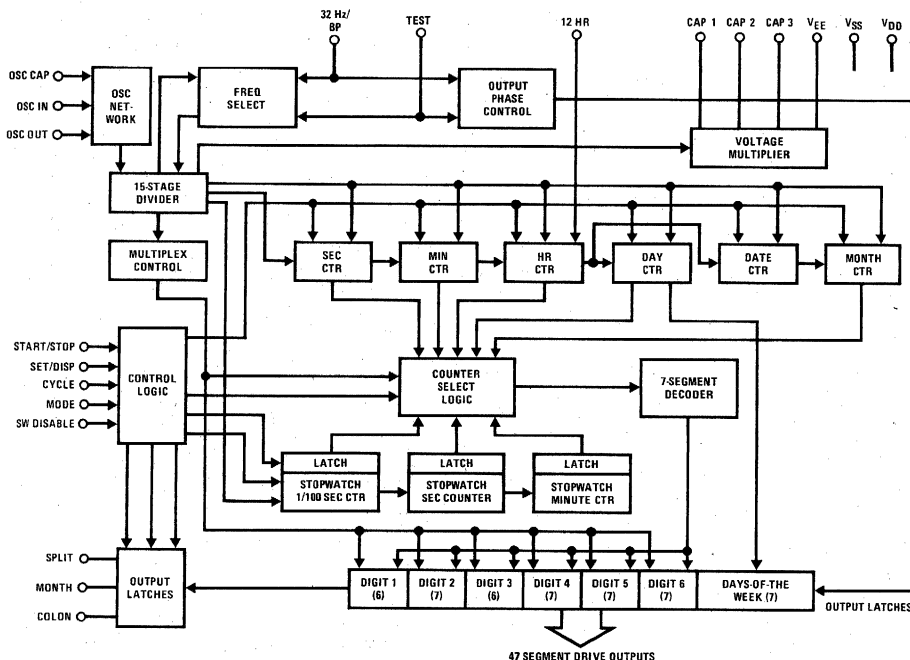 32 Hz/
BP
TEST
12 HR
CAP 1
CAP 2
CAP 3
VEE
VSS
VDD
OSC CAP
OSC IN
OSC OUT
OSC
NET-
WORK
FREQ
SELECT
OUTPUT
PHASE
CONTROL
VOLTAGE
MULTIPLIER
15-STAGE
DIVIDER
MULTIPLEX
CONTROL
SEC
CTR
MIN
CTR
HR
CTR
DAY
CTR
DATE
CTR
MONTH
CTR
START/STOP
SET/DISP
CYCLE
MODE
SW DISABLE
CONTROL
LOGIC
COUNTER
SELECT
LOGIC
7-SEGMENT
DECODER
LATCH
STOPWATCH
1/100 SEC CTR
LATCH
STOPWATCH
SEC COUNTER
LATCH
STOPWATCH
MINUTE CTR
SPLIT
MONTH
COLON
OUTPUT
LATCHES
DIGIT 1
(6)
DIGIT 2
(7)
DIGIT 3
(6)
DIGIT 4
(7)
DIGIT 5
(7)
DIGIT 6
(7)
DAYS-OF-THE
WEEK (7)
OUTPUT LATCHES
47 SEGMENT DRIVE OUTPUTS